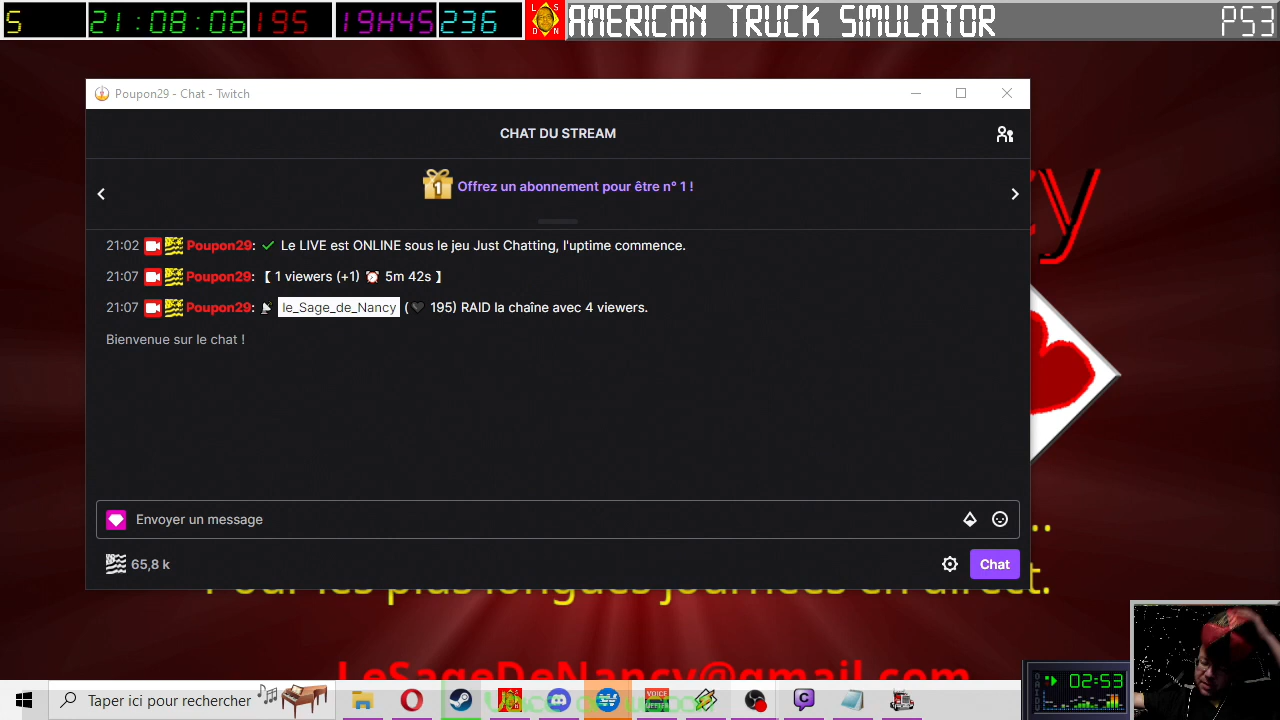 5 21:08:06 195 19H45 236 L S D N AMERICAN TRUCK SIMULATOR PS3
Poupon29 - Chat - Twitch
CHAT DU STREAM
1 Offrez un abonnement pour être n° 1 !
21:02 Poupon29: Le LIVE est ONLINE sous le jeu Just Chatting, l'uptime commence.
21:07 Poupon29: 【 1 viewers (+1) ⏰ 5m 42s 】
21:07 Poupon29: le_Sage_de_Nancy ( 🖤 195) RAID la chaîne avec 4 viewers.
Bienvenue sur le chat !
Envoyer un message
65,8 k
Chat
Pour les plus longues journées en direct.
LeSageDeNancy@gmail.com
Taper ici pour rechercher
02:53